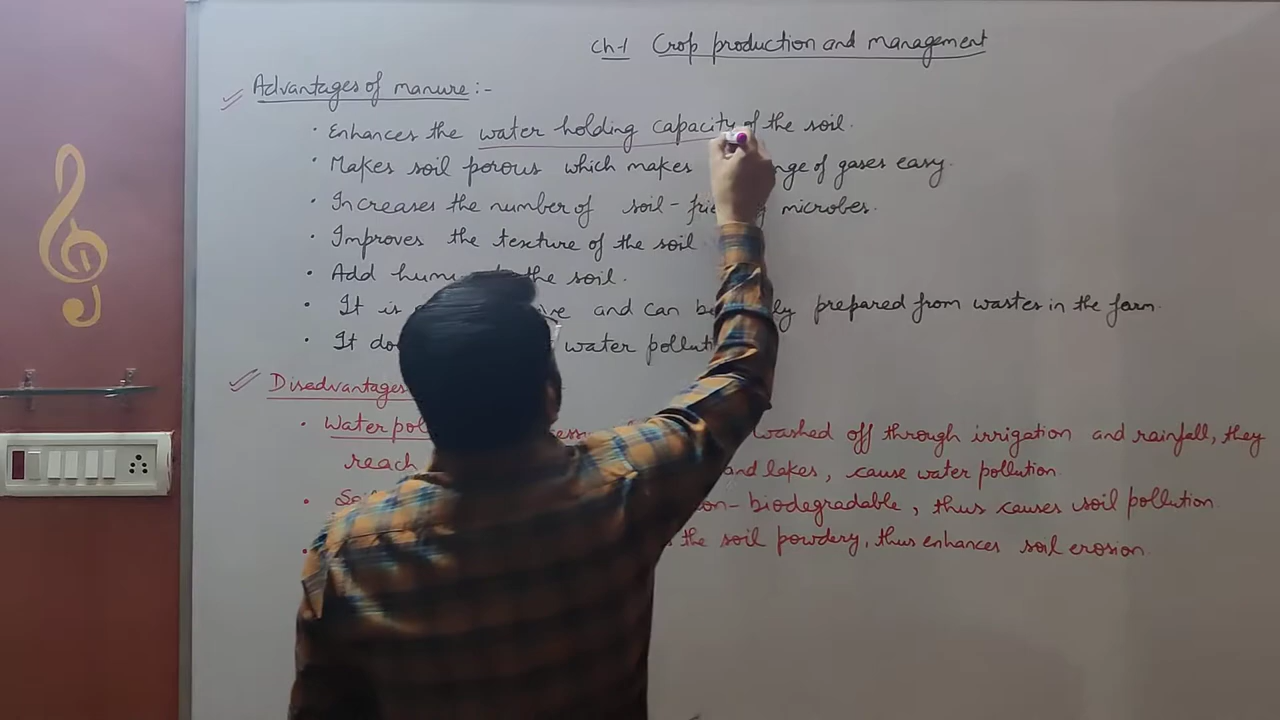 Ch-1 Crop production and management
Advantages of manure:-
· Enhances the water holding capacity of the soil.
· Makes soil porous which makes nge of gases easy.
· Increases the number of soil-frie y microbes.
· Improves the texture of the soil
· Add hum the soil.
· It is ve and can b ly prepared from wastes in the farm.
· It do water polluti
Disadvantages
· Water pol ess washed off through irrigation and rainfall, they
reach and lakes, cause water pollution.
· Soi on-biodegradable, thus causes soil pollution.
· the soil powdery, thus enhances soil erosion.